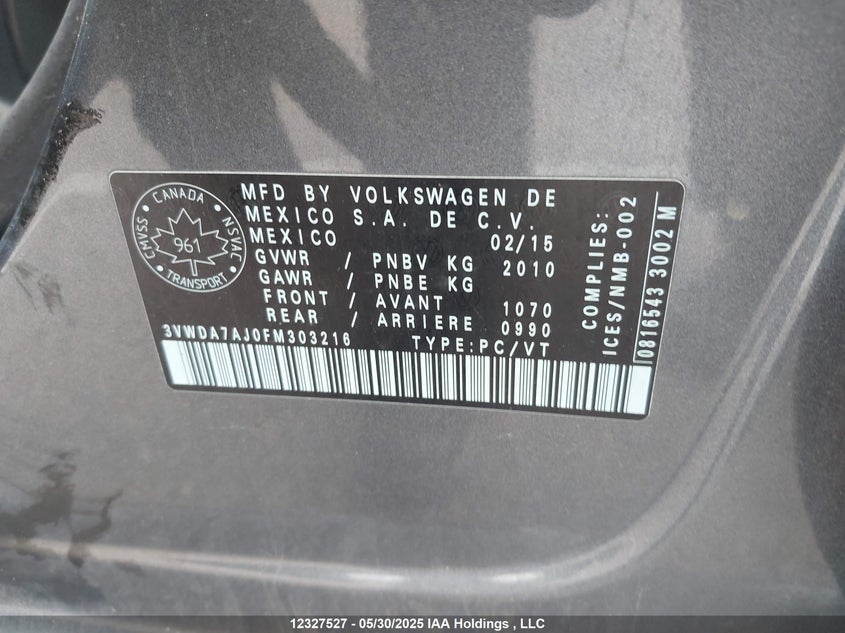 CANADA
CMVSS
NSVAC
961
TRANSPORT
MFD BY VOLKSWAGEN DE
MEXICO S.A. DE C.V.
MEXICO 02/15
GVWR / PNBV KG 2010
GAWR / PNBE KG
FRONT / AVANT 1070
REAR / ARRIERE 0990
3VWDA7AJ0FM303216 TYPE:PC/VT
COMPLIES:
ICES/NMB-002
0816543 3002 M
12327527 - 05/30/2025 IAA Holdings , LLC